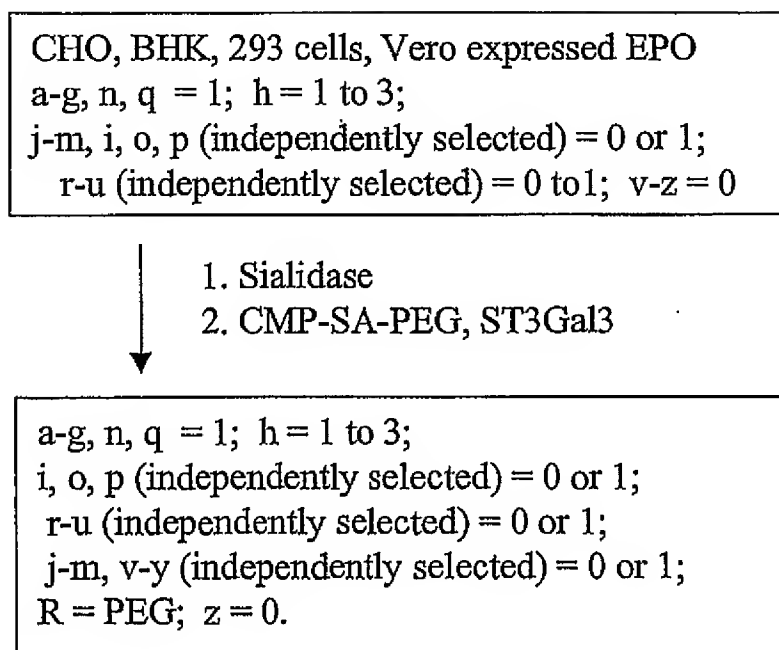 CHO, BHK, 293 cells, Vero expressed EPO
a-g, n, q = 1; h = 1 to 3;
j-m, i, o, p (independently selected) = 0 or 1;
r-u (independently selected) = 0 to1; v-z = 0
1. Sialidase
2. CMP-SA-PEG, ST3Gal3
a-g, n, q = 1; h = 1 to 3;
i, o, p (independently selected) = 0 or 1;
r-u (independently selected) = 0 or 1;
j-m, v-y (independently selected) = 0 or 1;
R = PEG; z = 0.